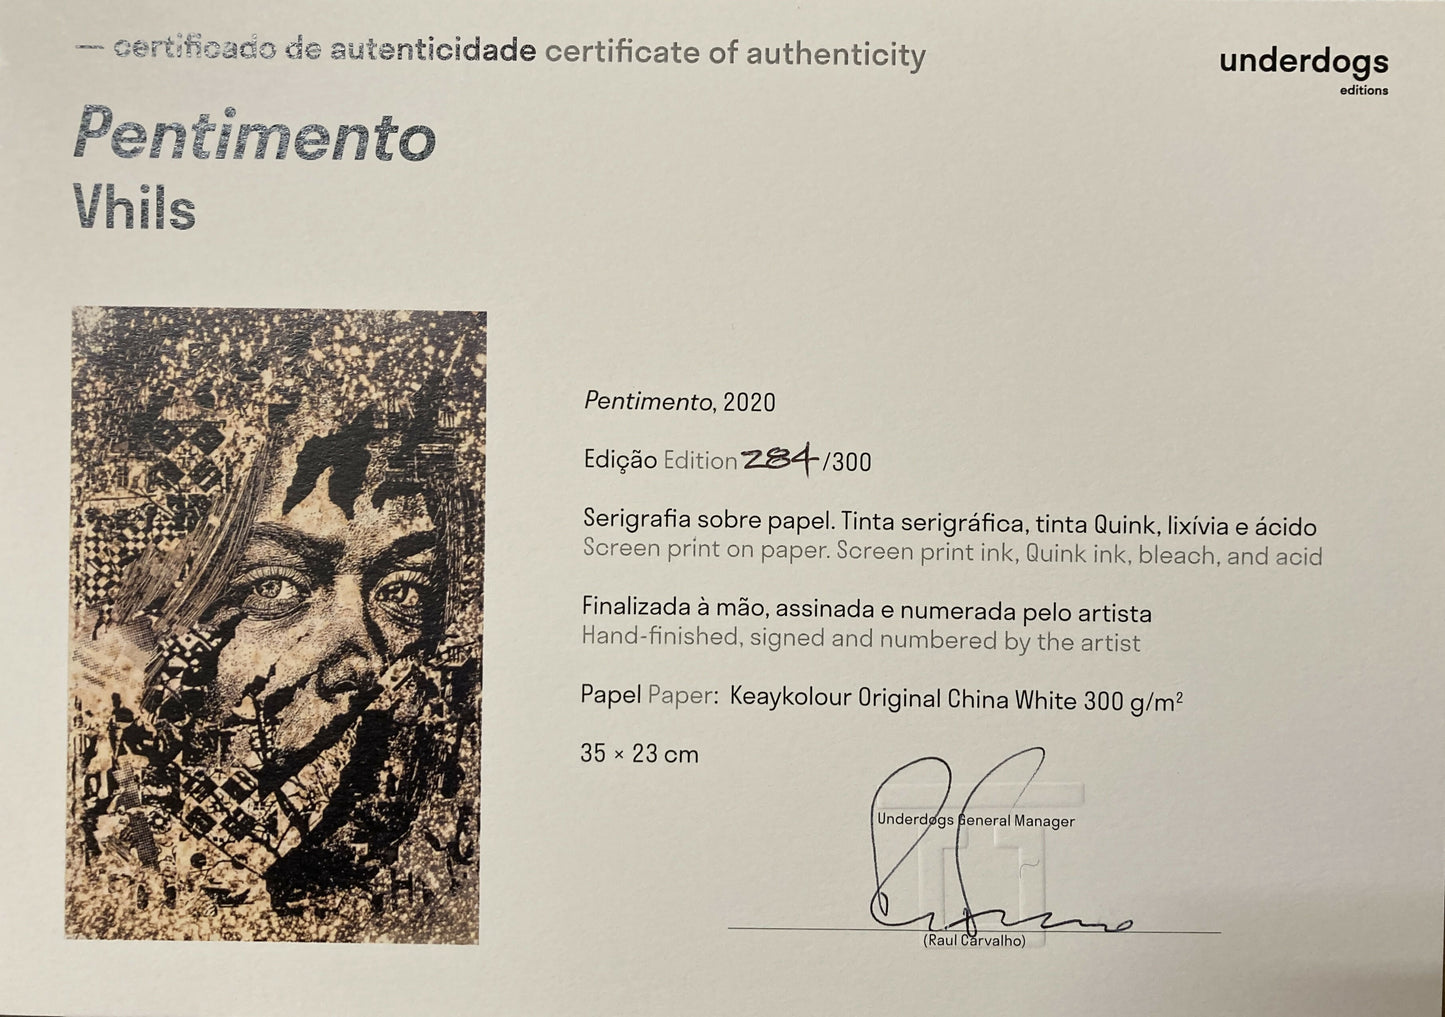 — certificado de autenticidade certificate of authenticity
underdogs
editions
Pentimento
Vhils
Pentimento, 2020
Edição Edition 284/300
Serigrafia sobre papel. Tinta serigráfica, tinta Quink, lixívia e ácido
Screen print on paper. Screen print ink, Quink ink, bleach, and acid
Finalizada à mão, assinada e numerada pelo artista
Hand-finished, signed and numbered by the artist
Papel Paper: Keaykolour Original China White 300 g/m²
35 × 23 cm
Underdogs General Manager
(Raul Carvalho)